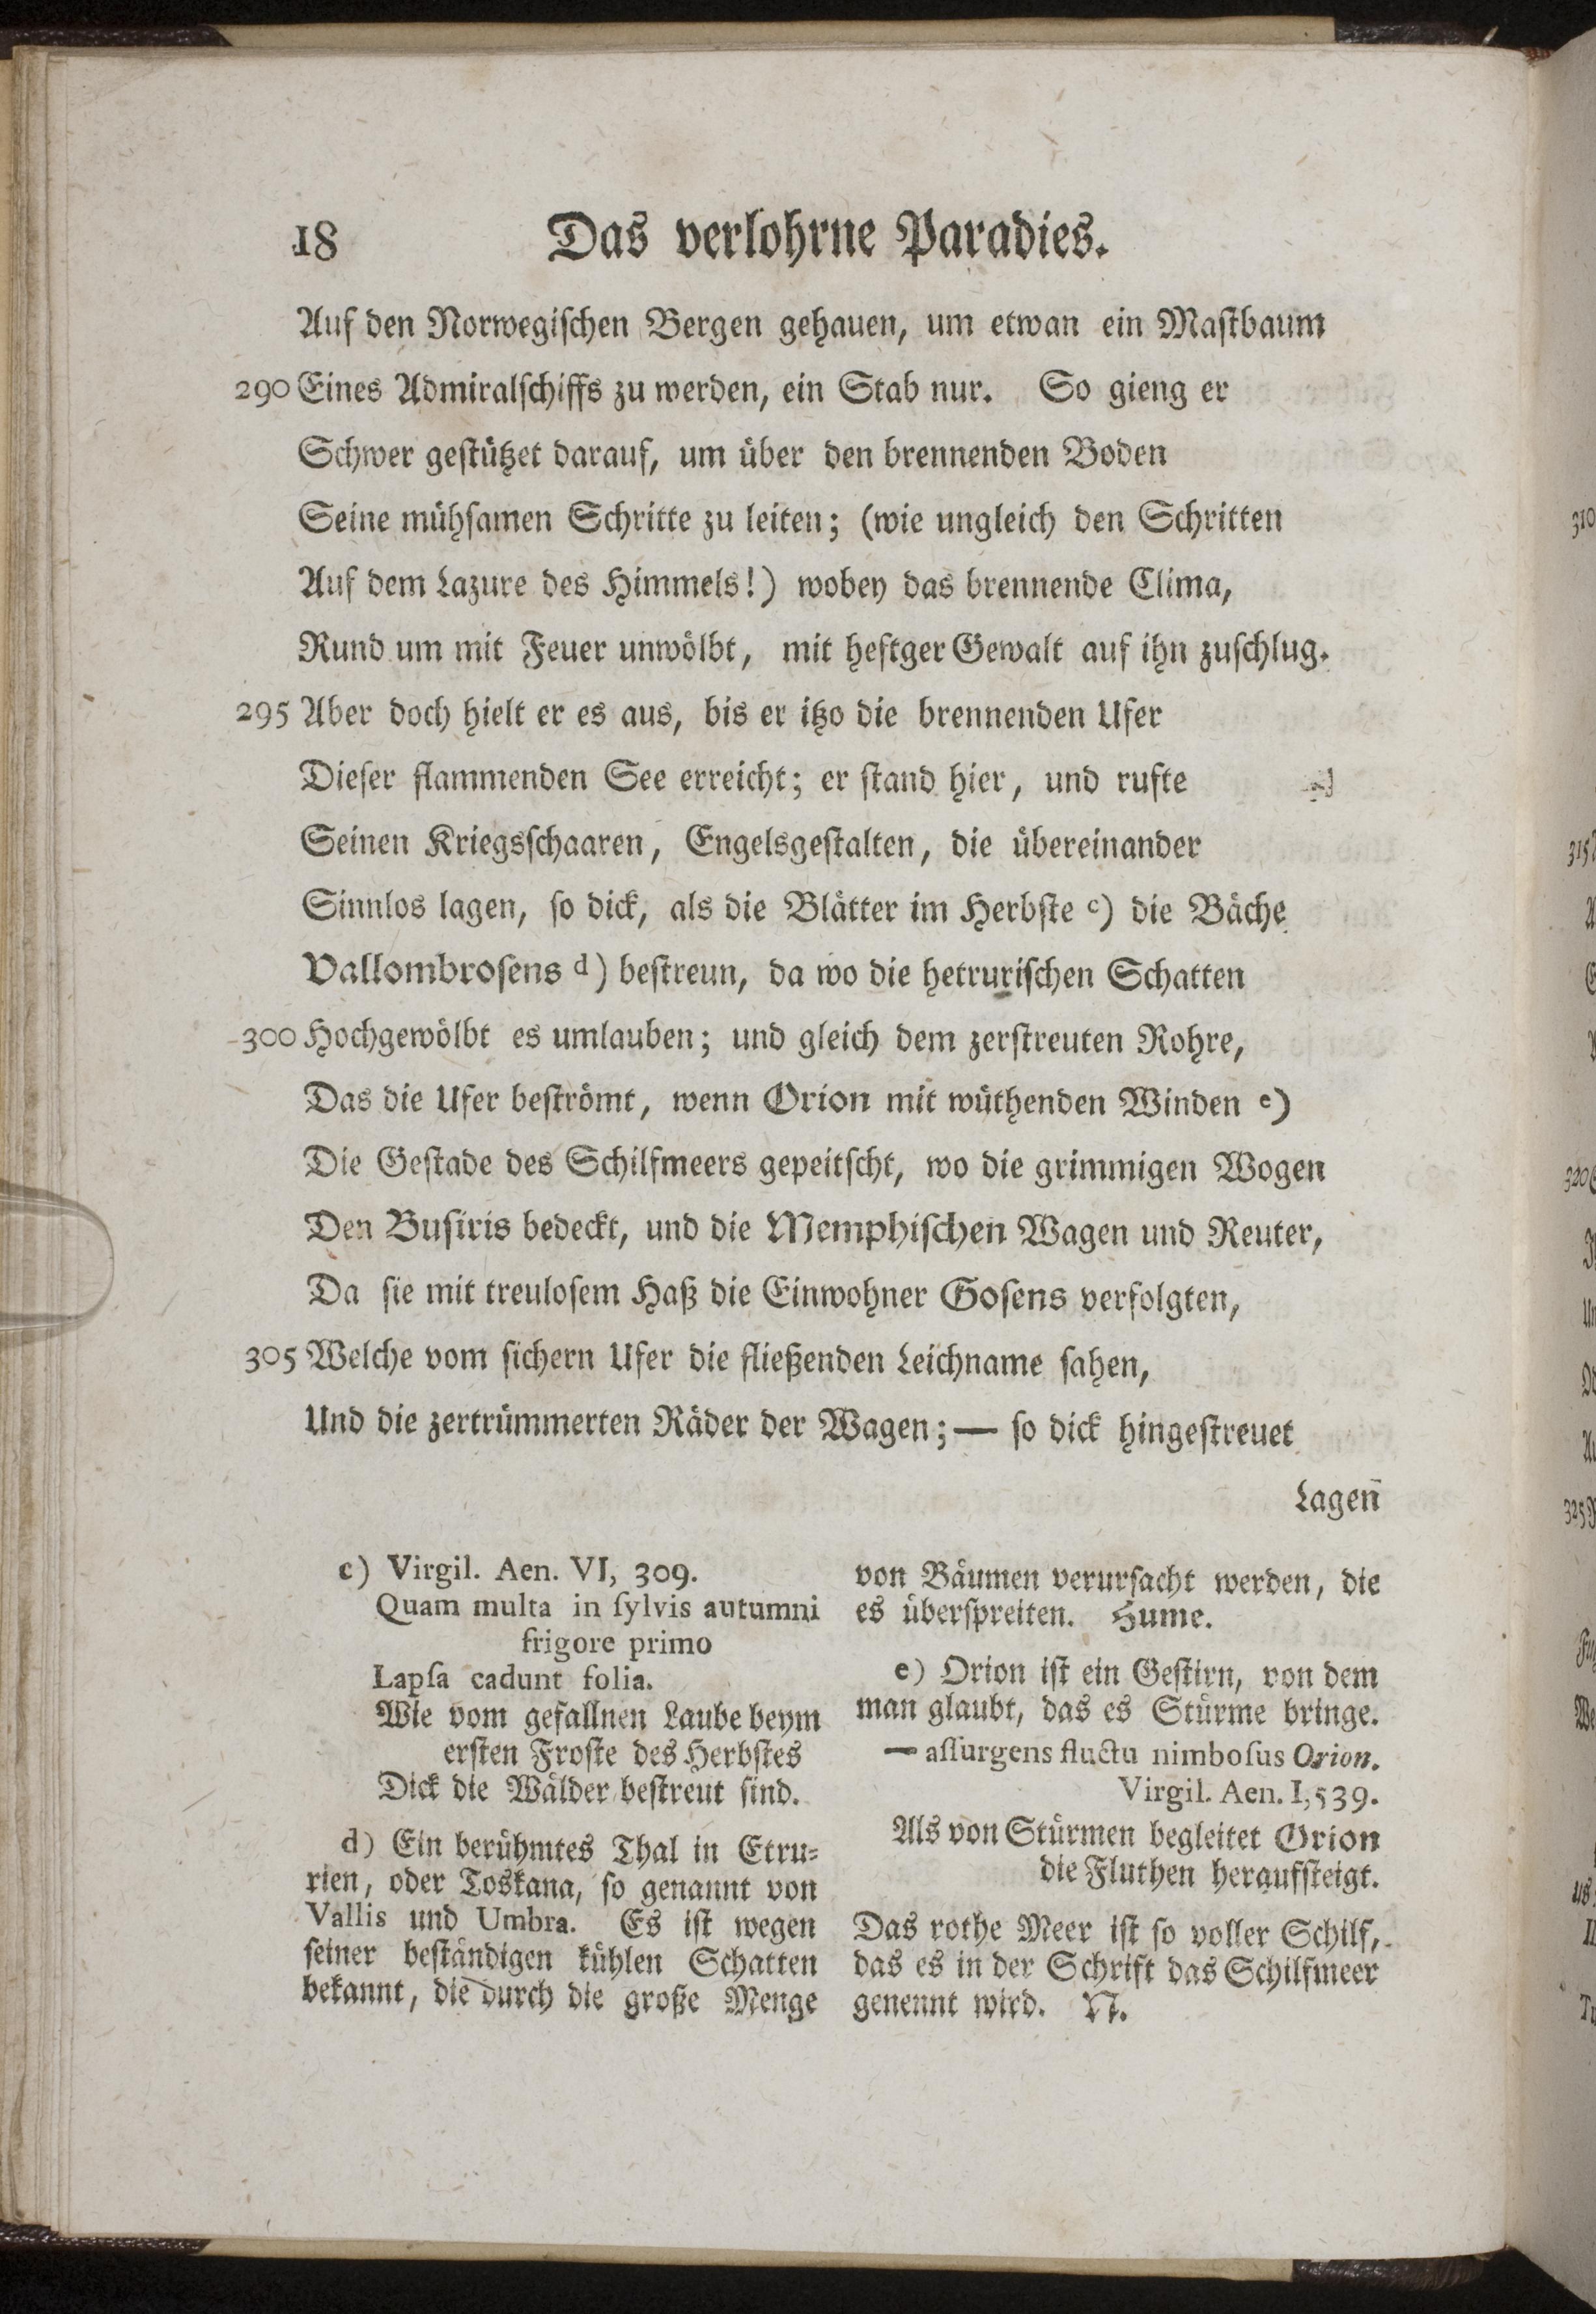 18 Das verlohrne Paradies.
Auf den Norwegiſchen Bergen gehauen, um etwan ein Maſtbaum
290 Eines Admiralſchiffs zu werden, ein Stab nur. So gieng er
Schwer geſtützet darauf, um über den brennenden Boden
Seine mühſamen Schritte zu leiten; (wie ungleich den Schritten
Auf dem Lazure des Himmels!) wobey das brennende Clima,
Rund um mit Feuer unwölbt, mit heftger Gewalt auf ihn zuſchlug.
295 Aber doch hielt er es aus, bis er itzo die brennenden Ufer
Dieſer flammenden See erreicht; er ſtand hier, und rufte
Seinen Kriegsſchaaren, Engelsgeſtalten, die übereinander
Sinnlos lagen, ſo dick, als die Blätter im Herbſte c) die Bäche
Vallombroſens d) beſtreun, da wo die hetruriſchen Schatten
300 Hochgewölbt es umlauben; und gleich dem zerſtreuten Rohre,
Das die Ufer beſtrömt, wenn Orion mit wüthenden Winden e)
Die Geſtade des Schilfmeers gepeitſcht, wo die grimmigen Wogen
Den Buſiris bedeckt, und die Memphiſchen Wagen und Reuter,
Da ſie mit treuloſem Haß die Einwohner Goſens verfolgten,
305 Welche vom ſichern Ufer die fließenden Leichname ſahen,
Und die zertrümmerten Räder der Wagen; — ſo dick hingeſtreuet
Lagen
c) Virgil. Aen. VI, 309.
Quam multa in ſylvis autumni
frigore primo
Lapſa cadunt folia.
Wie vom gefallnen Laube beym
erſten Froſte des Herbſtes
Dick die Wälder beſtreut ſind.
d) Ein berühmtes Thal in Etru-
rien, oder Toskana, ſo genannt von
Vallis und Umbra. Es iſt wegen
ſeiner beſtändigen kühlen Schatten
bekannt, die durch die große Menge
von Bäumen verurſacht werden, die
es überſpreiten. Hume.
e) Orion iſt ein Geſtirn, von dem
man glaubt, das es Stürme bringe.
— aſſurgens fluctu nimboſus Orion.
Virgil. Aen. I, 539.
Als von Stürmen begleitet Orion
die Fluthen heraufſteigt.
Das rothe Meer iſt ſo voller Schilf,
das es in der Schrift das Schilfmeer
genennt wird. N.
310
315
320
325